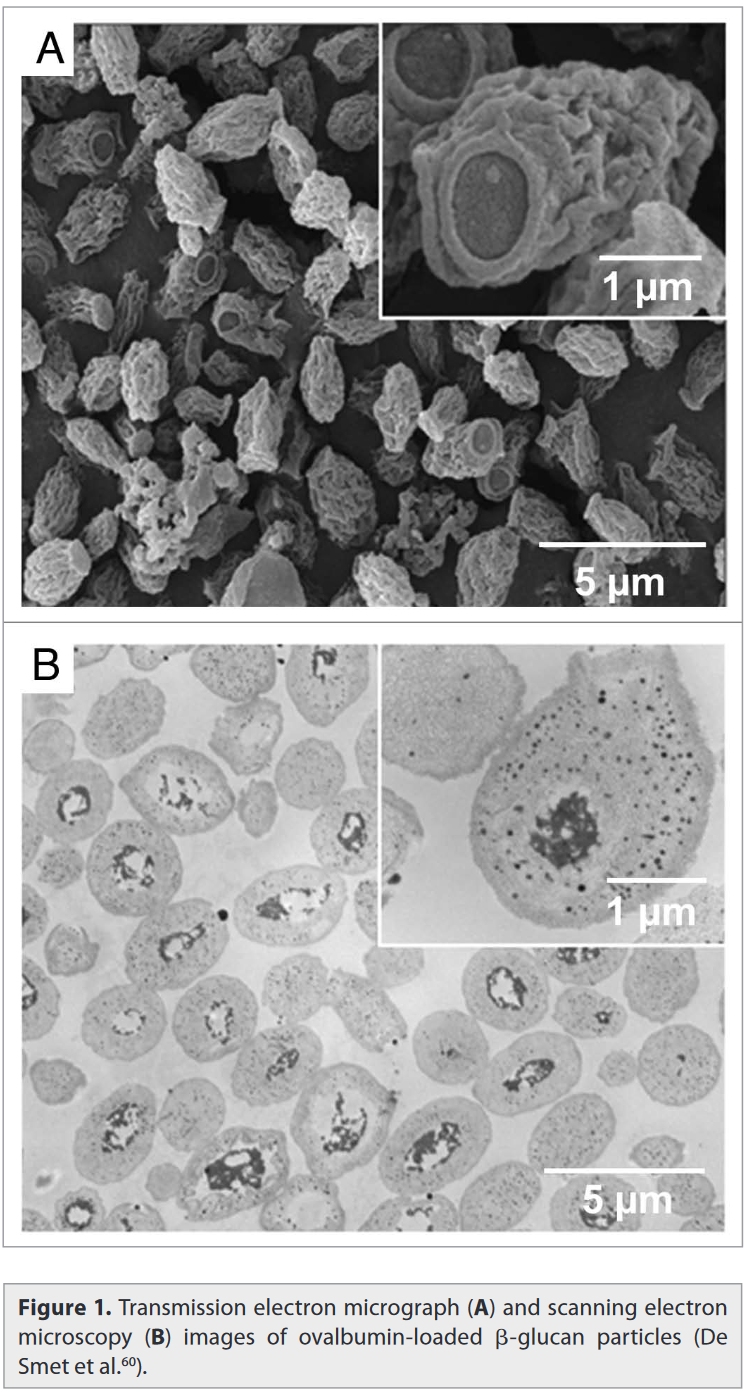 A
1 μm
5 μm
B
1 μm
5 μm
Figure 1. Transmission electron micrograph (A) and scanning electron
microscopy (B) images of ovalbumin-loaded β-glucan particles (De
Smet et al.⁶⁰).